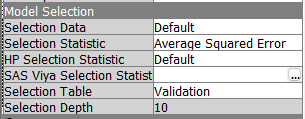 Model Selection
Selection Data Default
Selection Statistic Average Squared Error
HP Selection Statistic Default
SAS Viya Selection Statist ...
Selection Table Validation
Selection Depth 10